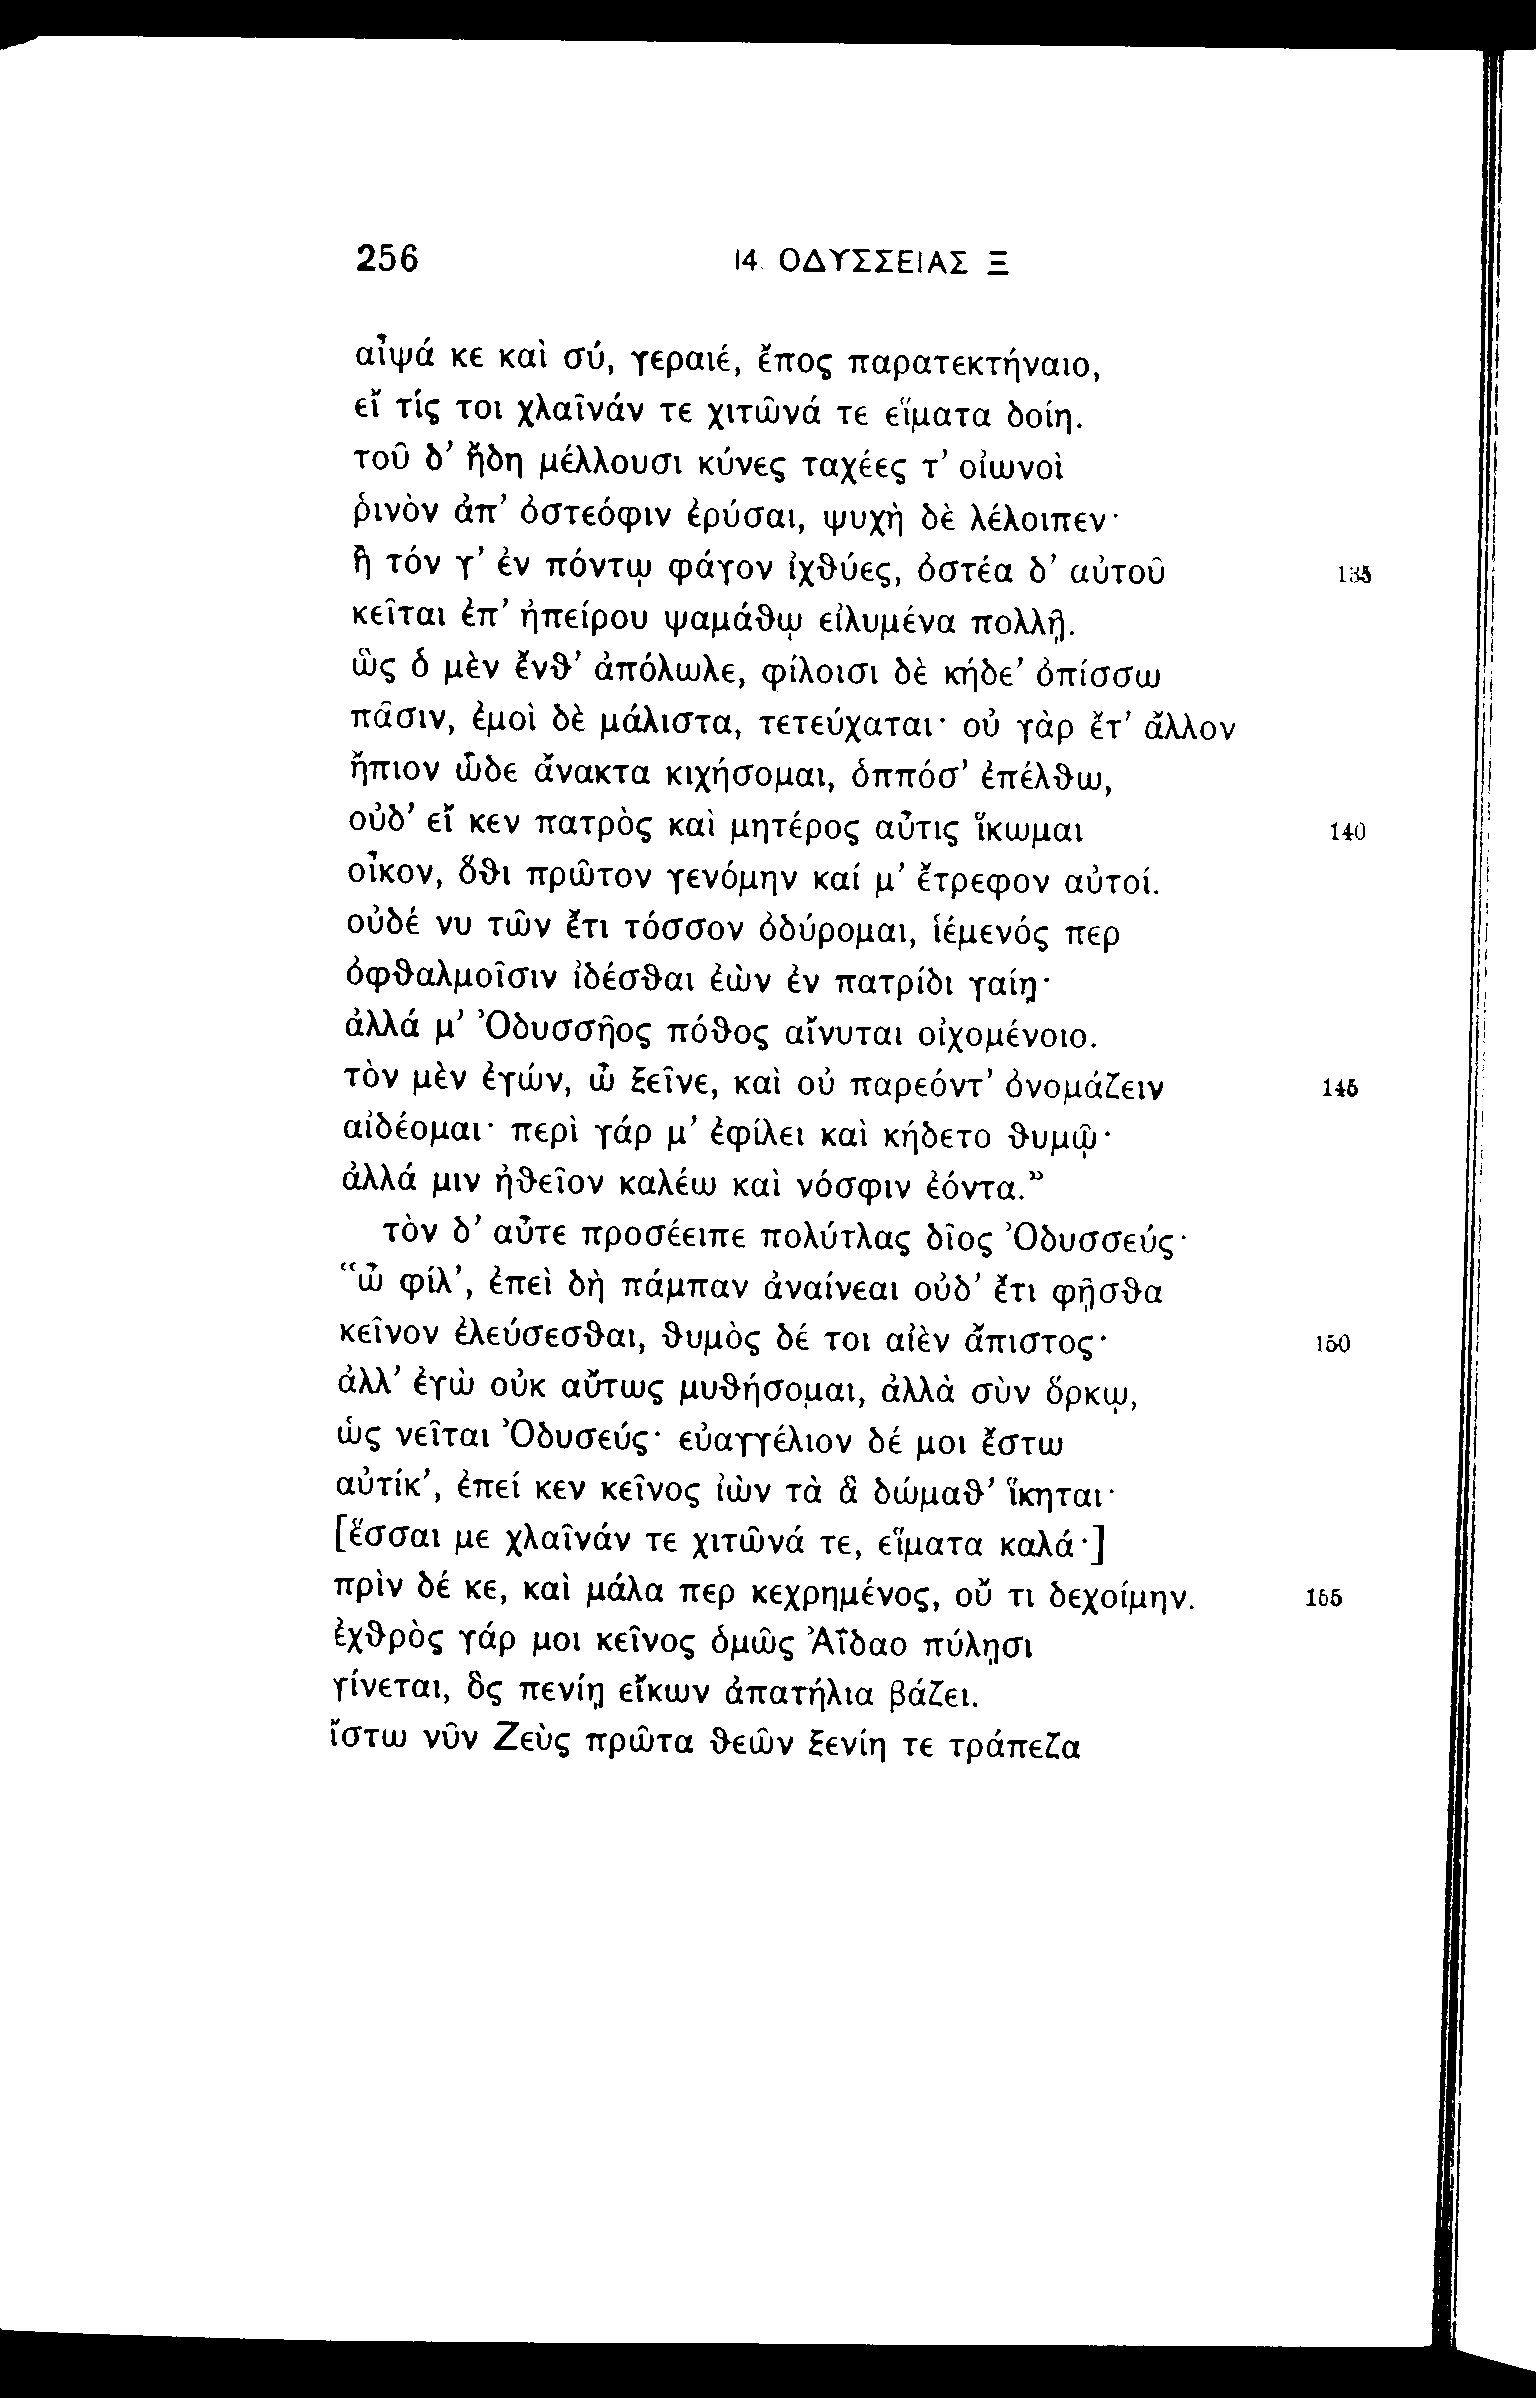 256 14 ΟΔΥΣΣΕΙΑΣ Ξ
αἶψά κε καὶ σύ, γεραιέ, ἔπος παρατεκτήναιο,
εἴ τίς τοι χλαῖνάν τε χιτῶνά τε εἵματα δοίη.
τοῦ δ’ ἤδη μέλλουσι κύνες ταχέες τ’ οἰωνοὶ
ῥινὸν ἀπ’ ὀστεόφιν ἐρύσαι, ψυχὴ δὲ λέλοιπεν·
ἢ τόν γ’ ἐν πόντῳ φάγον ἰχϑύες, ὀστέα δ’ αὐτοῦ 135
κεῖται ἐπ’ ἠπείρου ψαμάϑῳ εἰλυμένα πολλῇ.
ὣς ὁ μὲν ἔνϑ’ ἀπόλωλε, φίλοισι δὲ κήδε’ ὀπίσσω
πᾶσιν, ἐμοὶ δὲ μάλιστα, τετεύχαται· οὐ γὰρ ἔτ’ ἄλλον
ἤπιον ὧδε ἄνακτα κιχήσομαι, ὁππόσ’ ἐπέλϑω,
οὐδ’ εἴ κεν πατρὸς καὶ μητέρος αὖτις ἵκωμαι 140
οἶκον, ὅϑι πρῶτον γενόμην καί μ’ ἔτρεφον αὐτοί.
οὐδέ νυ τῶν ἔτι τόσσον ὀδύρομαι, ἱέμενός περ
ὀφϑαλμοῖσιν ἰδέσϑαι ἐὼν ἐν πατρίδι γαίῃ·
ἀλλά μ’ Ὀδυσσῆος πόϑος αἴνυται οἰχομένοιο.
τὸν μὲν ἐγών, ὦ ξεῖνε, καὶ οὐ παρεόντ’ ὀνομάζειν 145
αἰδέομαι· περὶ γάρ μ’ ἐφίλει καὶ κήδετο ϑυμῷ·
ἀλλά μιν ἠϑεῖον καλέω καὶ νόσφιν ἐόντα.”
τὸν δ’ αὖτε προσέειπε πολύτλας δῖος Ὀδυσσεύς·
“ὦ φίλ’, ἐπεὶ δὴ πάμπαν ἀναίνεαι οὐδ’ ἔτι φῇσϑα
κεῖνον ἐλεύσεσϑαι, ϑυμὸς δέ τοι αἰὲν ἄπιστος· 150
ἀλλ’ ἐγὼ οὐκ αὔτως μυϑήσομαι, ἀλλὰ σὺν ὅρκῳ,
ὡς νεῖται Ὀδυσεύς· εὐαγγέλιον δέ μοι ἔστω
αὐτίκ’, ἐπεί κεν κεῖνος ἰὼν τὰ ἃ δώμαϑ’ ἵκηται·
[ἕσσαι με χλαῖνάν τε χιτῶνά τε, εἵματα καλά·]
πρὶν δέ κε, καὶ μάλα περ κεχρημένος, οὔ τι δεχοίμην. 155
ἐχϑρὸς γάρ μοι κεῖνος ὁμῶς Ἀΐδαο πύλῃσι
γίνεται, ὃς πενίῃ εἴκων ἀπατήλια βάζει.
ἴστω νῦν Ζεὺς πρῶτα ϑεῶν ξενίη τε τράπεζα